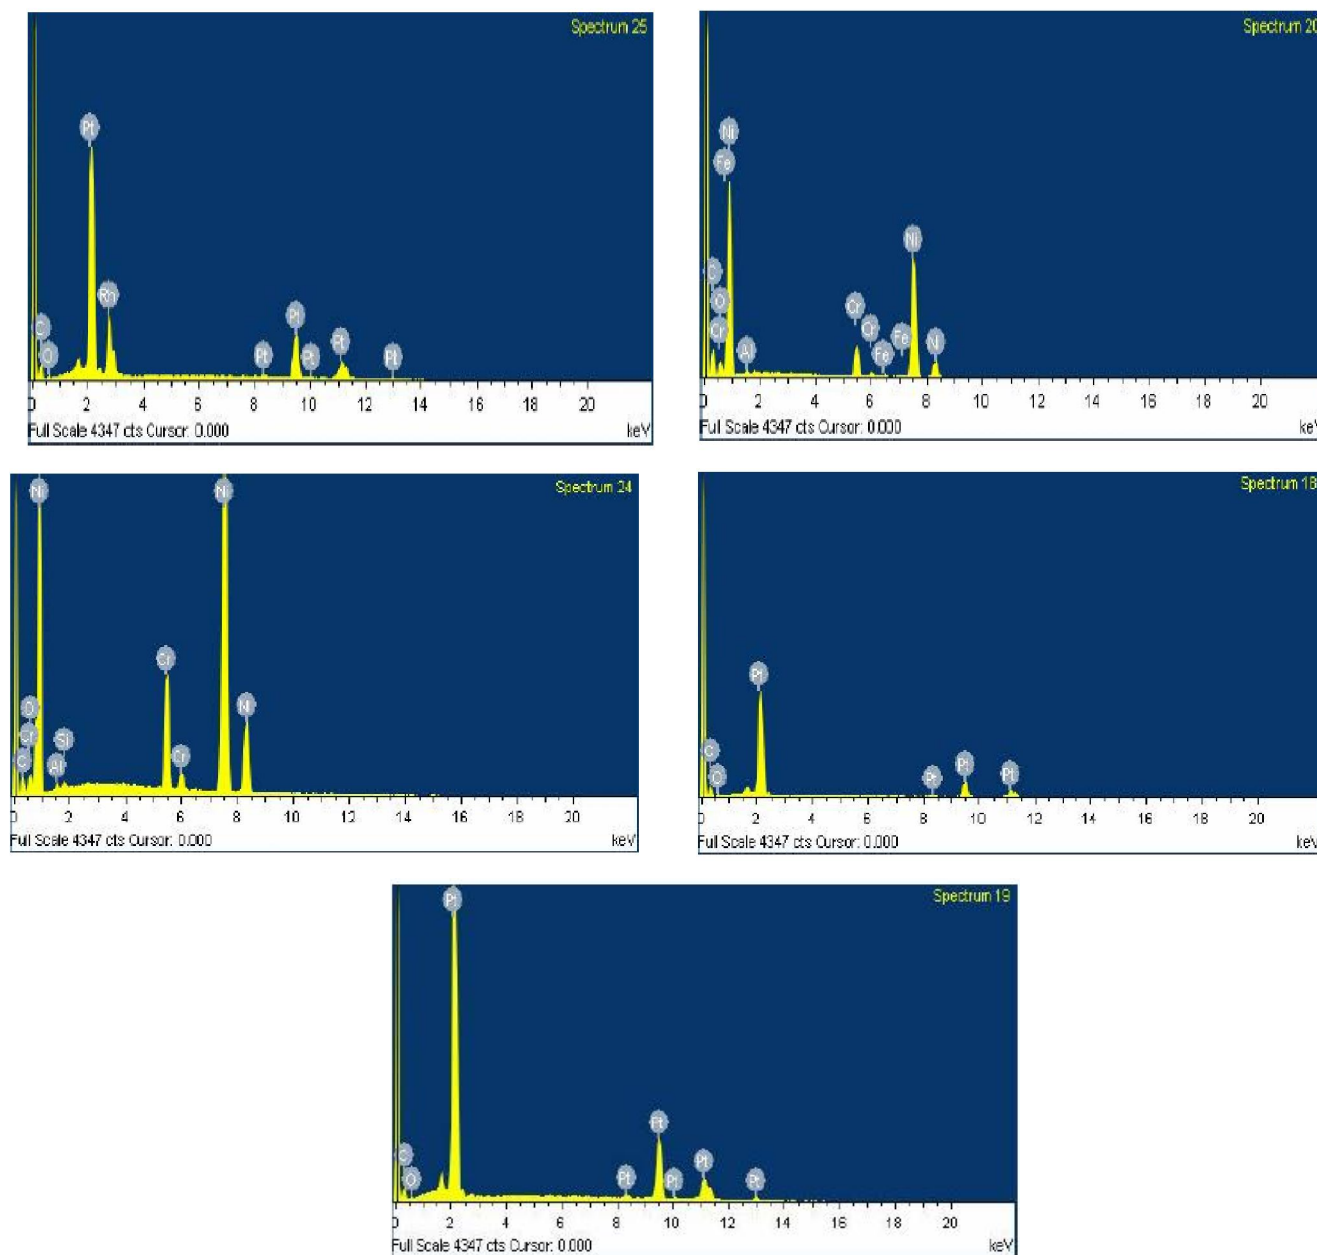 Spectrum 25
Pt
Rh
Pt
Pt
C
O
Pt
Pt
Pt
0 2 4 6 8 10 12 14 16 18 20
Full Scale 4347 cts Cursor: 0.000 keV
Spectrum 20
Ni
Fe
Ni
C
O
Cr
Cr
Al
Cr
Fe
Fe
Ni
0 2 4 6 8 10 12 14 16 18 20
Full Scale 4347 cts Cursor: 0.000 keV
Spectrum 24
Ni
Ni
Cr
O
Cr
Si
Ni
C
Al
Cr
0 2 4 6 8 10 12 14 16 18 20
Full Scale 4347 cts Cursor: 0.000 keV
Spectrum 18
Pt
C
O
Pt
Pt
Pt
0 2 4 6 8 10 12 14 16 18 20
Full Scale 4347 cts Cursor: 0.000 keV
Spectrum 19
Pt
Pt
C
O
Pt
Pt
Pt
Pt
0 2 4 6 8 10 12 14 16 18 20
Full Scale 4347 cts Cursor: 0.000 keV